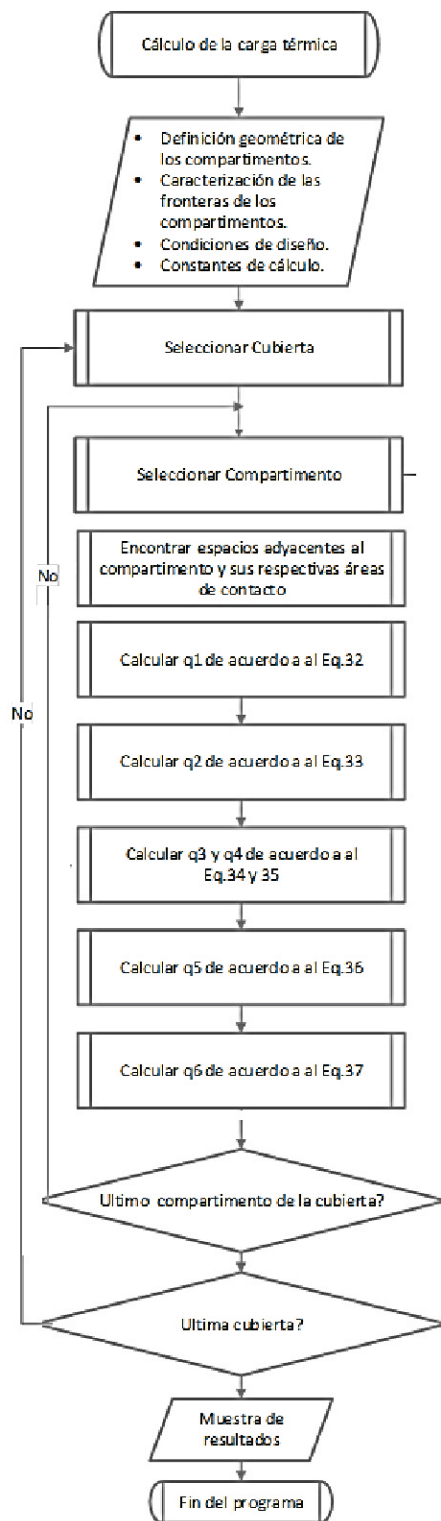 Cálculo de la carga térmica
• Definición geométrica de
los compartimentos.
• Caracterización de las
fronteras de los
compartimentos.
• Condiciones de diseño.
• Constantes de cálculo.
Seleccionar Cubierta
Seleccionar Compartimento
Encontrar espacios adyacentes al
compartimento y sus respectivas áreas
de contacto
No
Calcular q1 de acuerdo a al Eq.32
No
Calcular q2 de acuerdo a al Eq.33
Calcular q3 y q4 de acuerdo a al
Eq.34 y 35
Calcular q5 de acuerdo a al Eq.36
Calcular q6 de acuerdo a al Eq.37
Ultimo compartimento de la cubierta?
Ultima cubierta?
Muestra de
resultados
Fin del programa